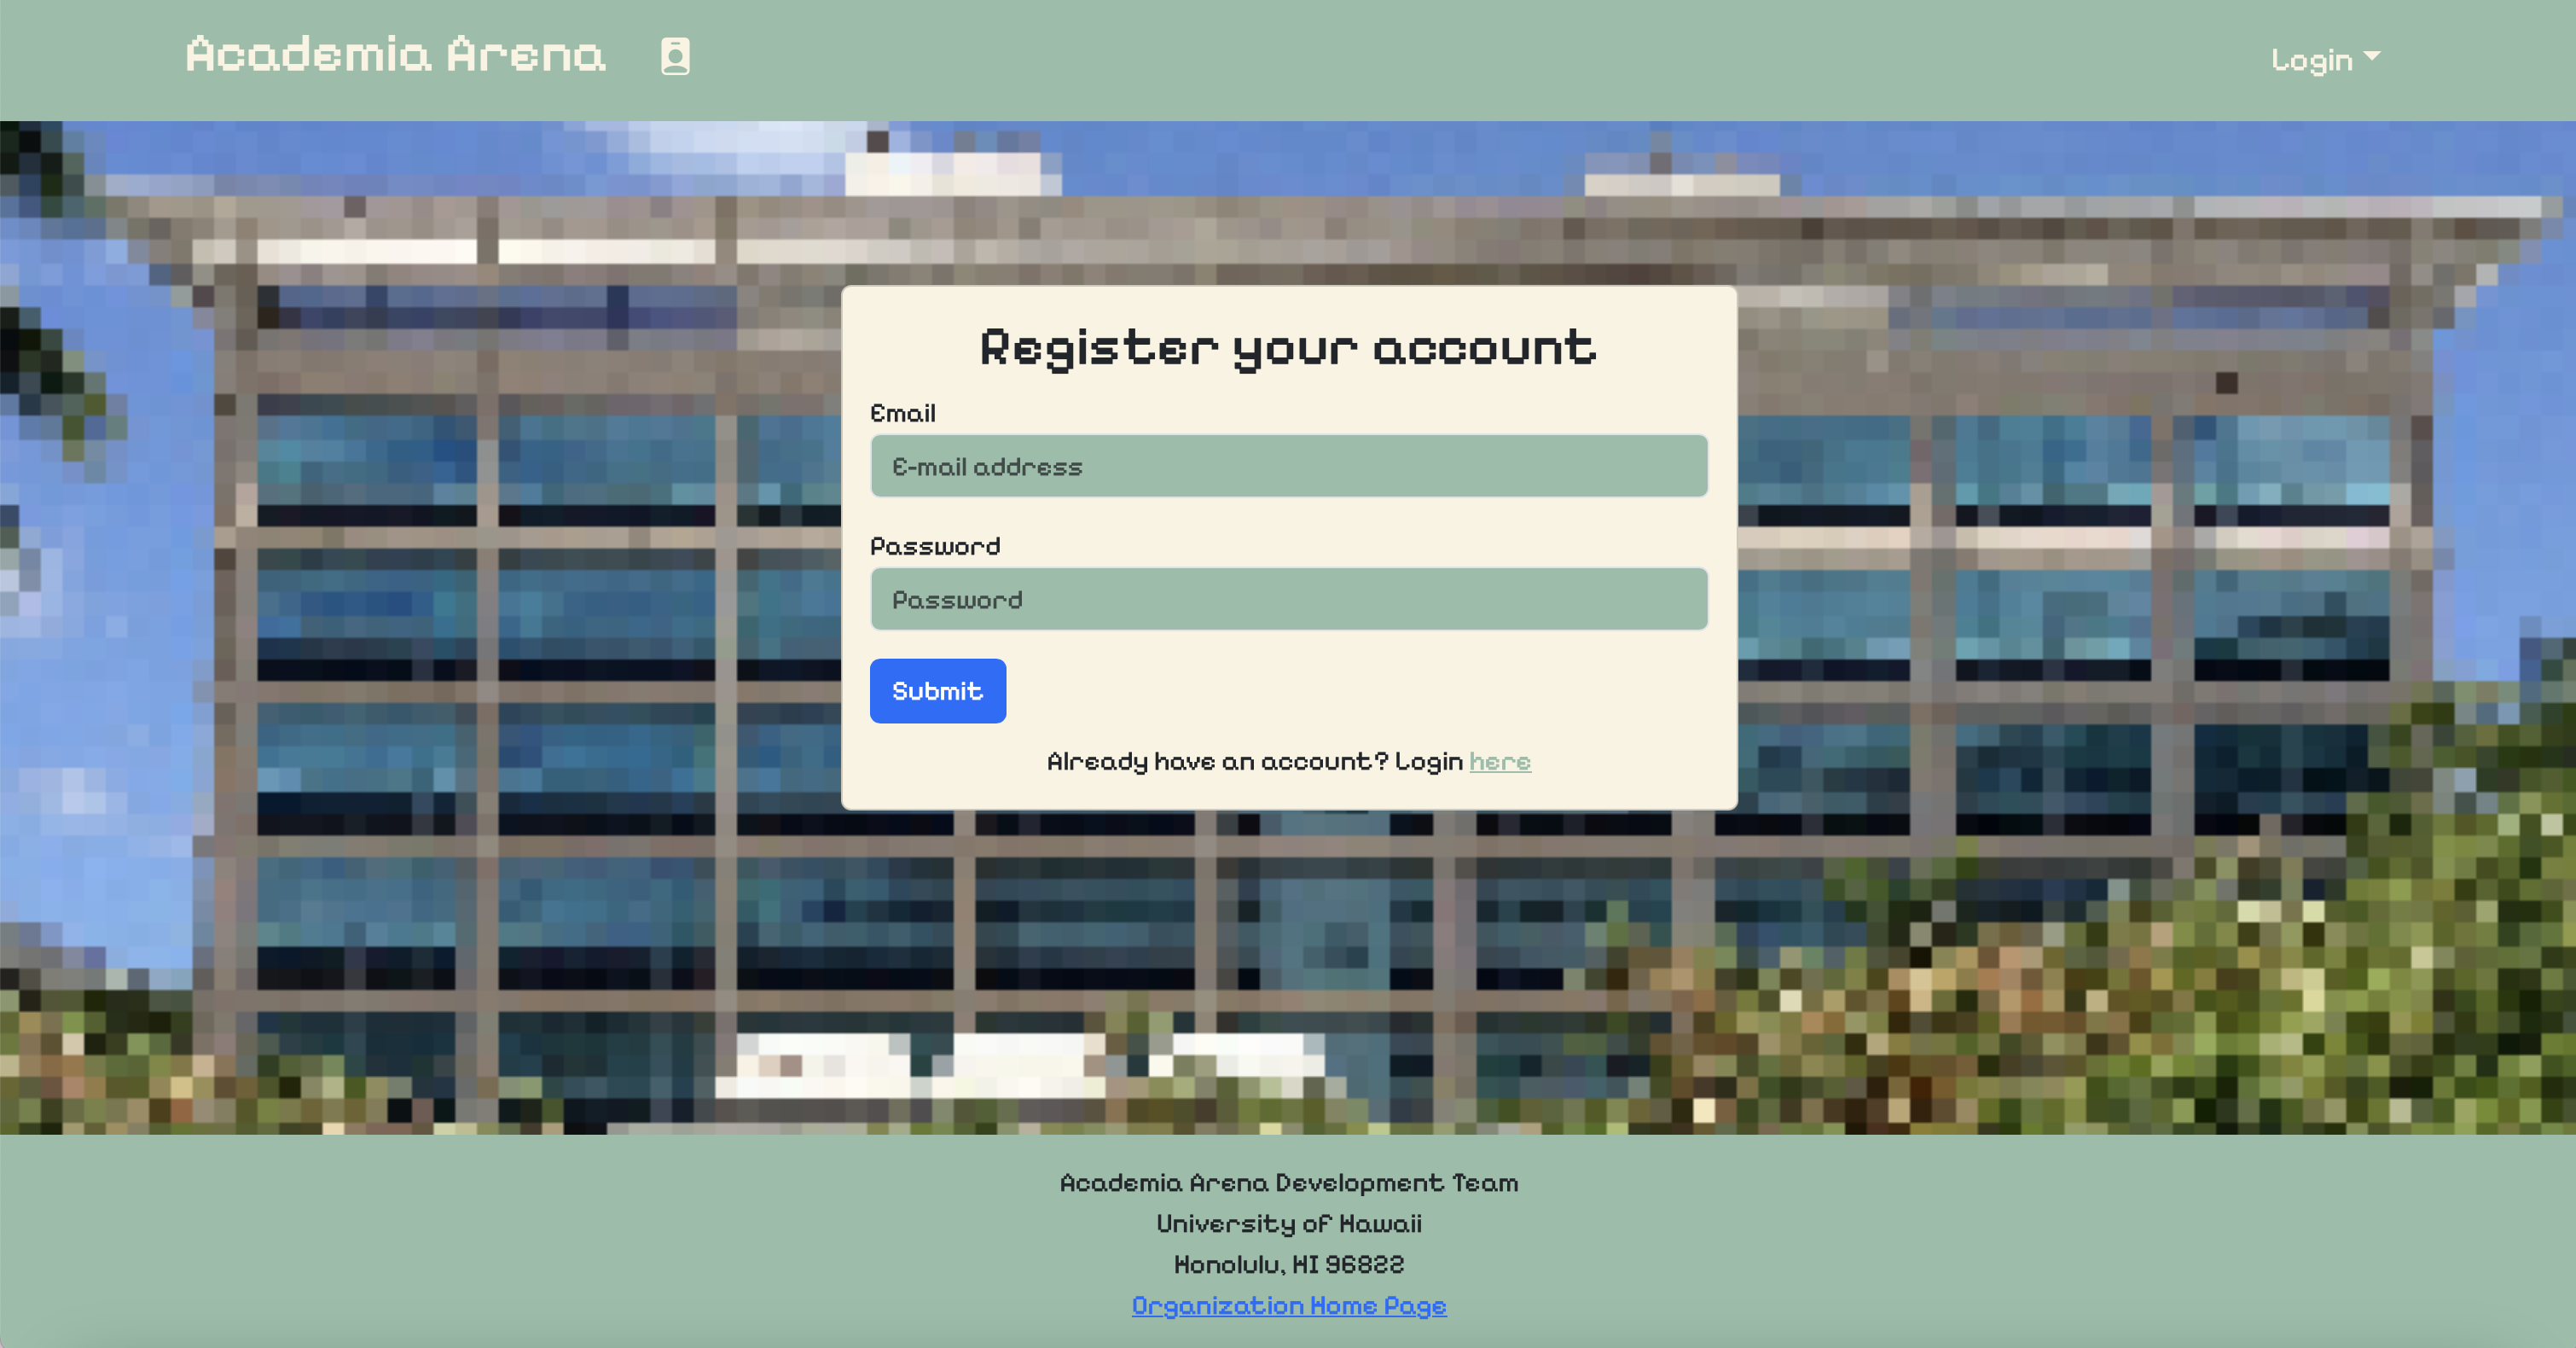 Academia Arena
Login
Register your account
Email
E-mail address
Password
Password
Submit
Already have an account? Login here
Academia Arena Development Team
University of Hawaii
Honolulu, HI 96822
Organization Home Page